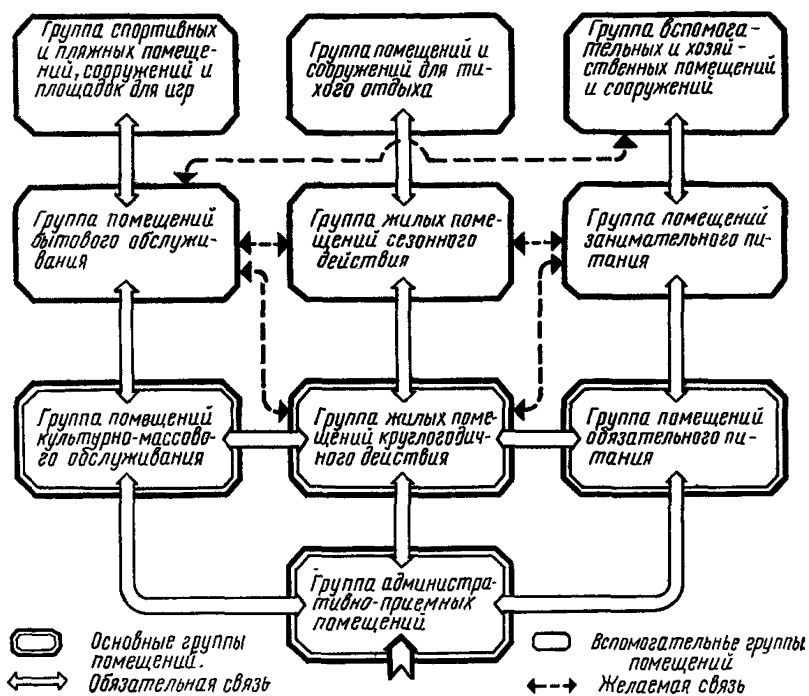 Группа спортивных
и пляжных помеще-
ний, сооружений и
площадок для игр
Группа помещений и
сооружений для ти-
хого отдыха
Группа вспомога-
тельных и хозяй-
ственных помещений
и сооружений
Группа помещений
бытового обслужи-
вания
Группа жилых поме-
щений сезонного
действия
Группа помещений
занимательного пи-
тания
Группа помещений
культурно-массово-
го обслуживания
Группа жилых поме-
щений круглогодич-
ного действия
Группа помещений
обязательного пи-
тания
Группа администра-
тивно-приемных
помещений
Основные группы
помещений.
Обязательная связь
Вспомогательные группы
помещений
Желаемая связь